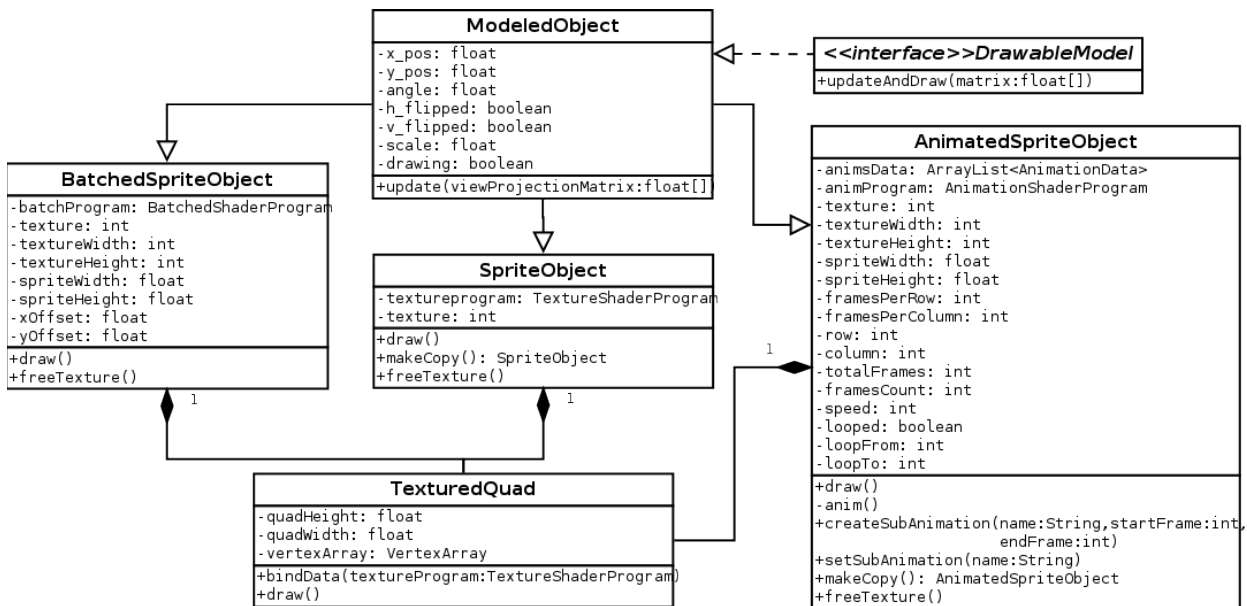 ModeledObject
-x_pos: float
-y_pos: float
-angle: float
-h_flipped: boolean
-v_flipped: boolean
-scale: float
-drawing: boolean
+update(viewProjectionMatrix:float[])
<<interface>>DrawableModel
+updateAndDraw(matrix:float[])
BatchedSpriteObject
-batchProgram: BatchedShaderProgram
-texture: int
-textureWidth: int
-textureHeight: int
-spriteWidth: float
-spriteHeight: float
-xOffset: float
-yOffset: float
+draw()
+freeTexture()
1
SpriteObject
-textureprogram: TextureShaderProgram
-texture: int
+draw()
+makeCopy(): SpriteObject
+freeTexture()
1
AnimatedSpriteObject
-animsData: ArrayList<AnimationData>
-animProgram: AnimationShaderProgram
-texture: int
-textureWidth: int
-textureHeight: int
-spriteWidth: float
-spriteHeight: float
-framesPerRow: int
-framesPerColumn: int
-row: int
-column: int
-totalFrames: int
-framesCount: int
-speed: int
-looped: boolean
-loopFrom: int
-loopTo: int
+draw()
-anim()
+createSubAnimation(name:String,startFrame:int,
endFrame:int)
+setSubAnimation(name:String)
+makeCopy(): AnimatedSpriteObject
+freeTexture()
1
TexturedQuad
-quadHeight: float
-quadWidth: float
-vertexArray: VertexArray
+bindData(textureProgram:TextureShaderProgram)
+draw()